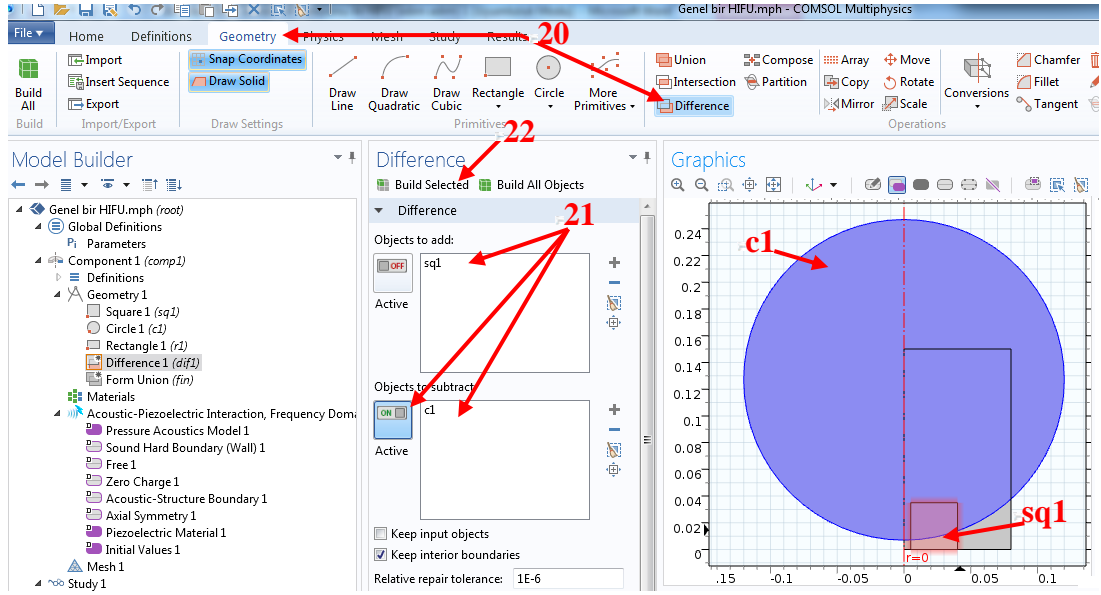 Genel bir HIFU.mph - COMSOL Multiphysics
File Home Definitions Geometry Physics Mesh Study Results 20
Build All
Build
Import
Insert Sequence
Export
Import/Export
Snap Coordinates
Draw Solid
Draw Settings
Draw Line
Draw Quadratic
Draw Cubic
Rectangle
Circle
More Primitives
Primitives
Union
Intersection
Difference
Compose
Partition
Array
Copy
Mirror
Move
Rotate
Scale
Conversions
Chamfer
Fillet
Tangent
Operations
22
Model Builder
Genel bir HIFU.mph (root)
Global Definitions
Pi Parameters
Component 1 (comp1)
Definitions
Geometry 1
Square 1 (sq1)
Circle 1 (c1)
Rectangle 1 (r1)
Difference 1 (dif1)
Form Union (fin)
Materials
Acoustic-Piezoelectric Interaction, Frequency Doma
Pressure Acoustics Model 1
Sound Hard Boundary (Wall) 1
Free 1
Zero Charge 1
Acoustic-Structure Boundary 1
Axial Symmetry 1
Piezoelectric Material 1
Initial Values 1
Mesh 1
Study 1
Difference
Build Selected Build All Objects
Difference
21
Objects to add:
OFF
Active
sq1
Objects to subtract:
ON
Active
c1
Keep input objects
Keep interior boundaries
Relative repair tolerance: 1E-6
Graphics
c1
sq1
0.24
0.22
0.2
0.18
0.16
0.14
0.12
0.1
0.08
0.06
0.04
0.02
0
r=0
.15 -0.1 -0.05 0 0.05 0.1